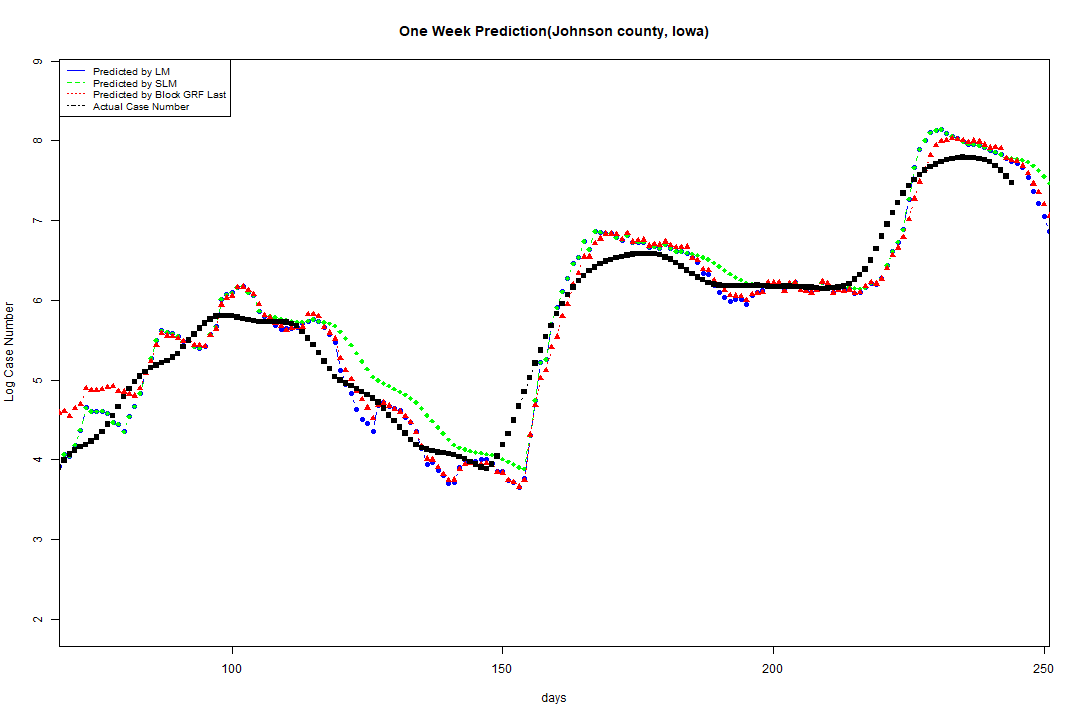 One Week Prediction(Johnson county, Iowa)
Predicted by LM
Predicted by SLM
Predicted by Block GRF Last
Actual Case Number
9
8
7
6
5
4
3
2
Log Case Number
100 150 200 250
days